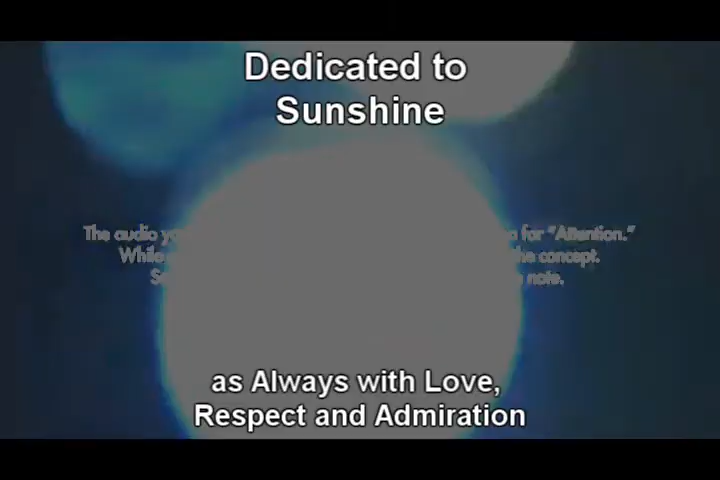 Dedicated to
Sunshine
The audio for "Attention."
While the concept.
note.
as Always with Love,
Respect and Admiration